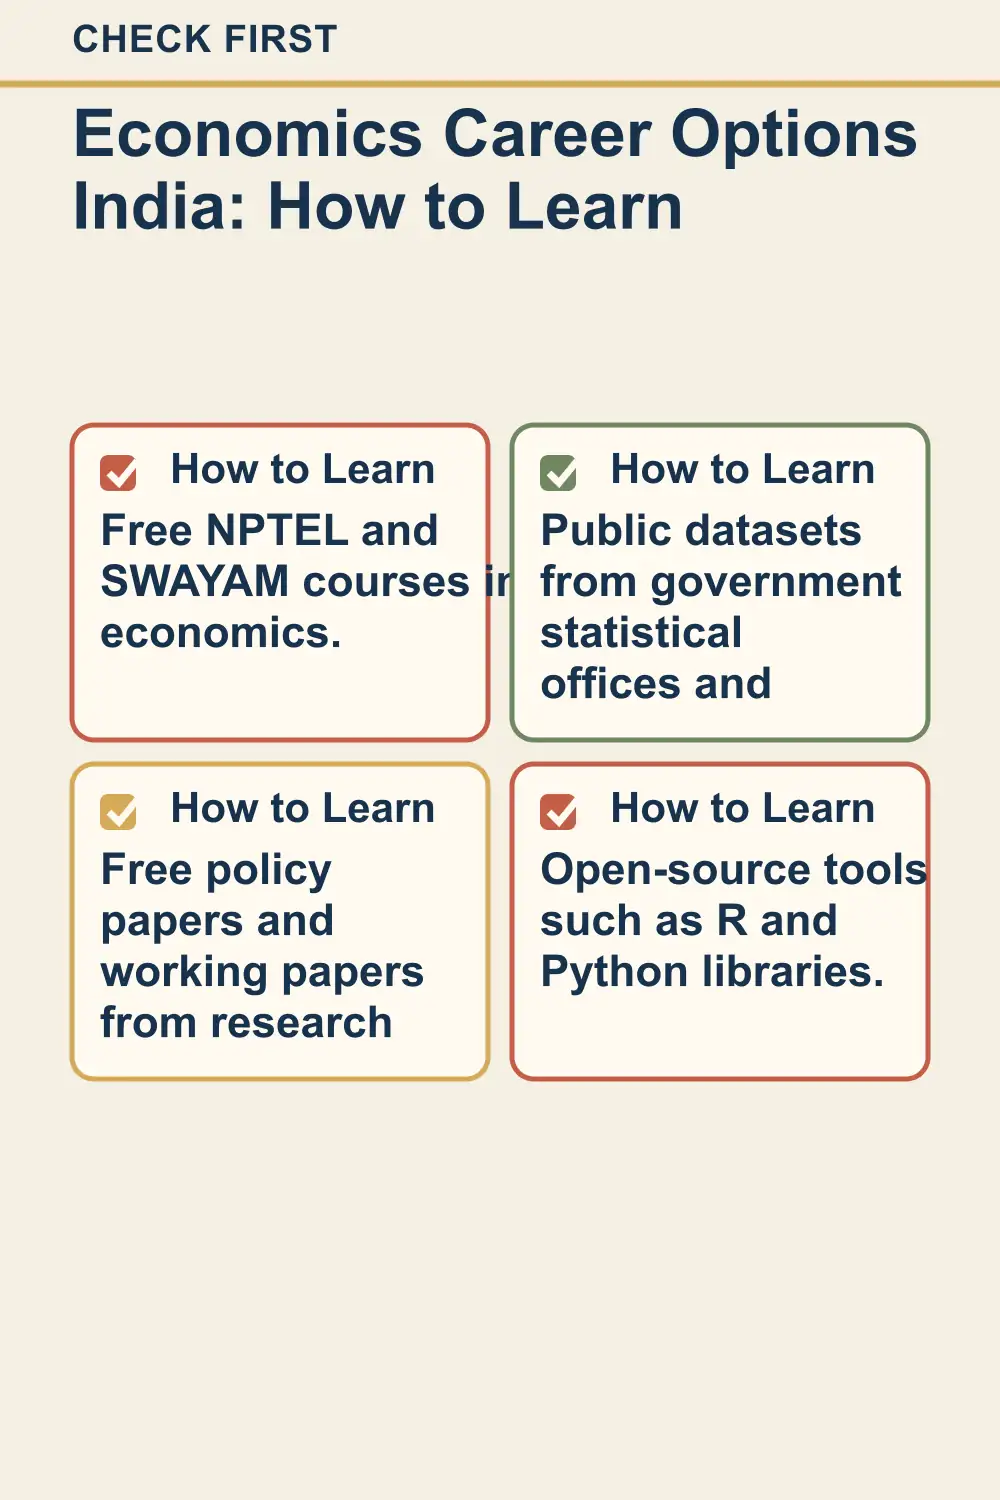 CHECK FIRST
Economics Career Options
India: How to Learn
How to Learn
Free NPTEL and
SWAYAM courses in
economics.
How to Learn
Public datasets
from government
statistical
offices and
How to Learn
Free policy
papers and
working papers
from research
How to Learn
Open-source tools
such as R and
Python libraries.